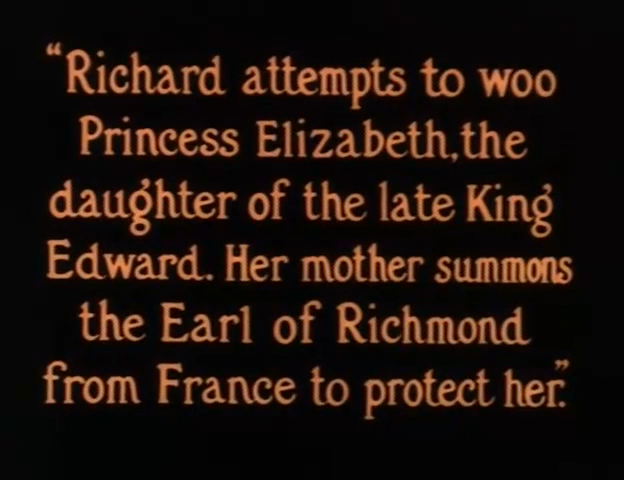 “Richard attempts to woo
Princess Elizabeth, the
daughter of the late King
Edward. Her mother summons
the Earl of Richmond
from France to protect her.”